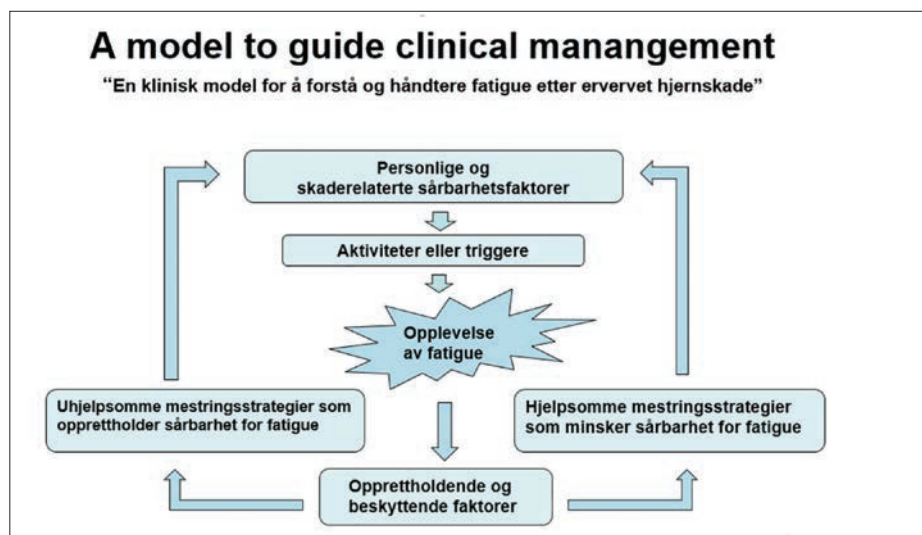 A model to guide clinical manangement
“En klinisk model for å forstå og håndtere fatigue etter ervervet hjernskade”
Personlige og
skaderelaterte sårbarhetsfaktorer
Aktiviteter eller triggere
Opplevelse
av fatigue
Uhjelpsomme mestringsstrategier som
opprettholder sårbarhet for fatigue
Hjelpsomme mestringsstrategier
som minsker sårbarhet for fatigue
Opprettholdende og
beskyttende faktorer